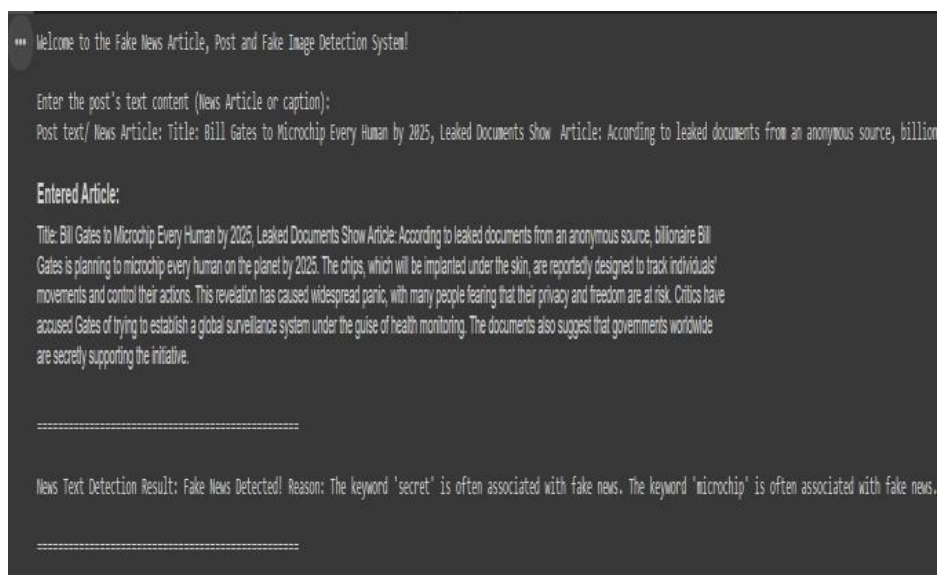 Welcome to the Fake News Article, Post and Fake Image Detection System!
Enter the post's text content (News Article or caption):
Post text/ News Article: Title: Bill Gates to Microchip Every Human by 2025, Leaked Documents Show  Article: According to leaked documents from an anonymous source, billion
Entered Article:
Title: Bill Gates to Microchip Every Human by 2025, Leaked Documents Show Article: According to leaked documents from an anonymous source, billionaire Bill
Gates is planning to microchip every human on the planet by 2025. The chips, which will be implanted under the skin, are reportedly designed to track individuals'
movements and control their actions. This revelation has caused widespread panic, with many people fearing that their privacy and freedom are at risk. Critics have
accused Gates of trying to establish a global surveillance system under the guise of health monitoring. The documents also suggest that governments worldwide
are secretly supporting the initiative.
==================================================
News Text Detection Result: Fake News Detected! Reason: The keyword 'secret' is often associated with fake news. The keyword 'microchip' is often associated with fake news.
==================================================